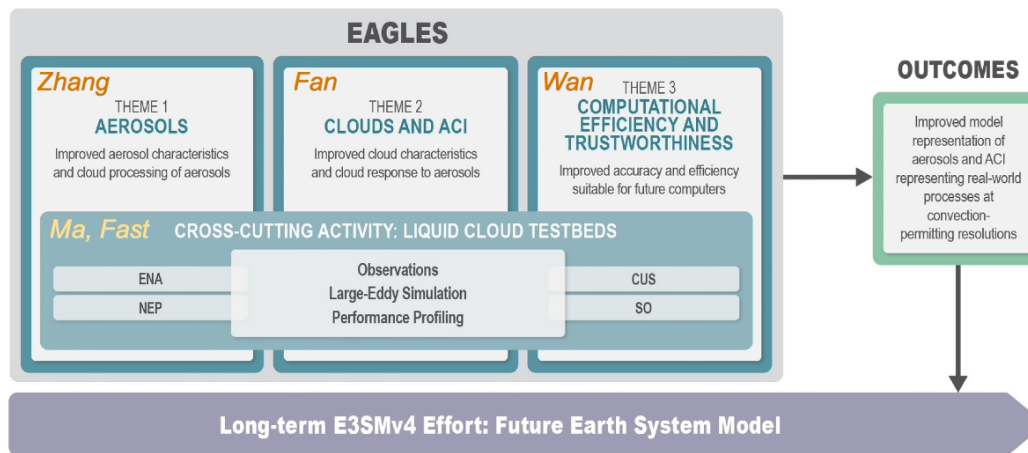 EAGLES
Zhang
THEME 1
AEROSOLS
Improved aerosol characteristics
and cloud processing of aerosols
Fan
THEME 2
CLOUDS AND ACI
Improved cloud characteristics
and cloud response to aerosols
Wan
THEME 3
COMPUTATIONAL
EFFICIENCY AND
TRUSTWORTHINESS
Improved accuracy and efficiency
suitable for future computers
Ma, Fast CROSS-CUTTING ACTIVITY: LIQUID CLOUD TESTBEDS
ENA
NEP
Observations
Large-Eddy Simulation
Performance Profiling
CUS
SO
OUTCOMES
Improved model
representation of
aerosols and ACI
representing real-world
processes at
convection-
permitting resolutions
Long-term E3SMv4 Effort: Future Earth System Model